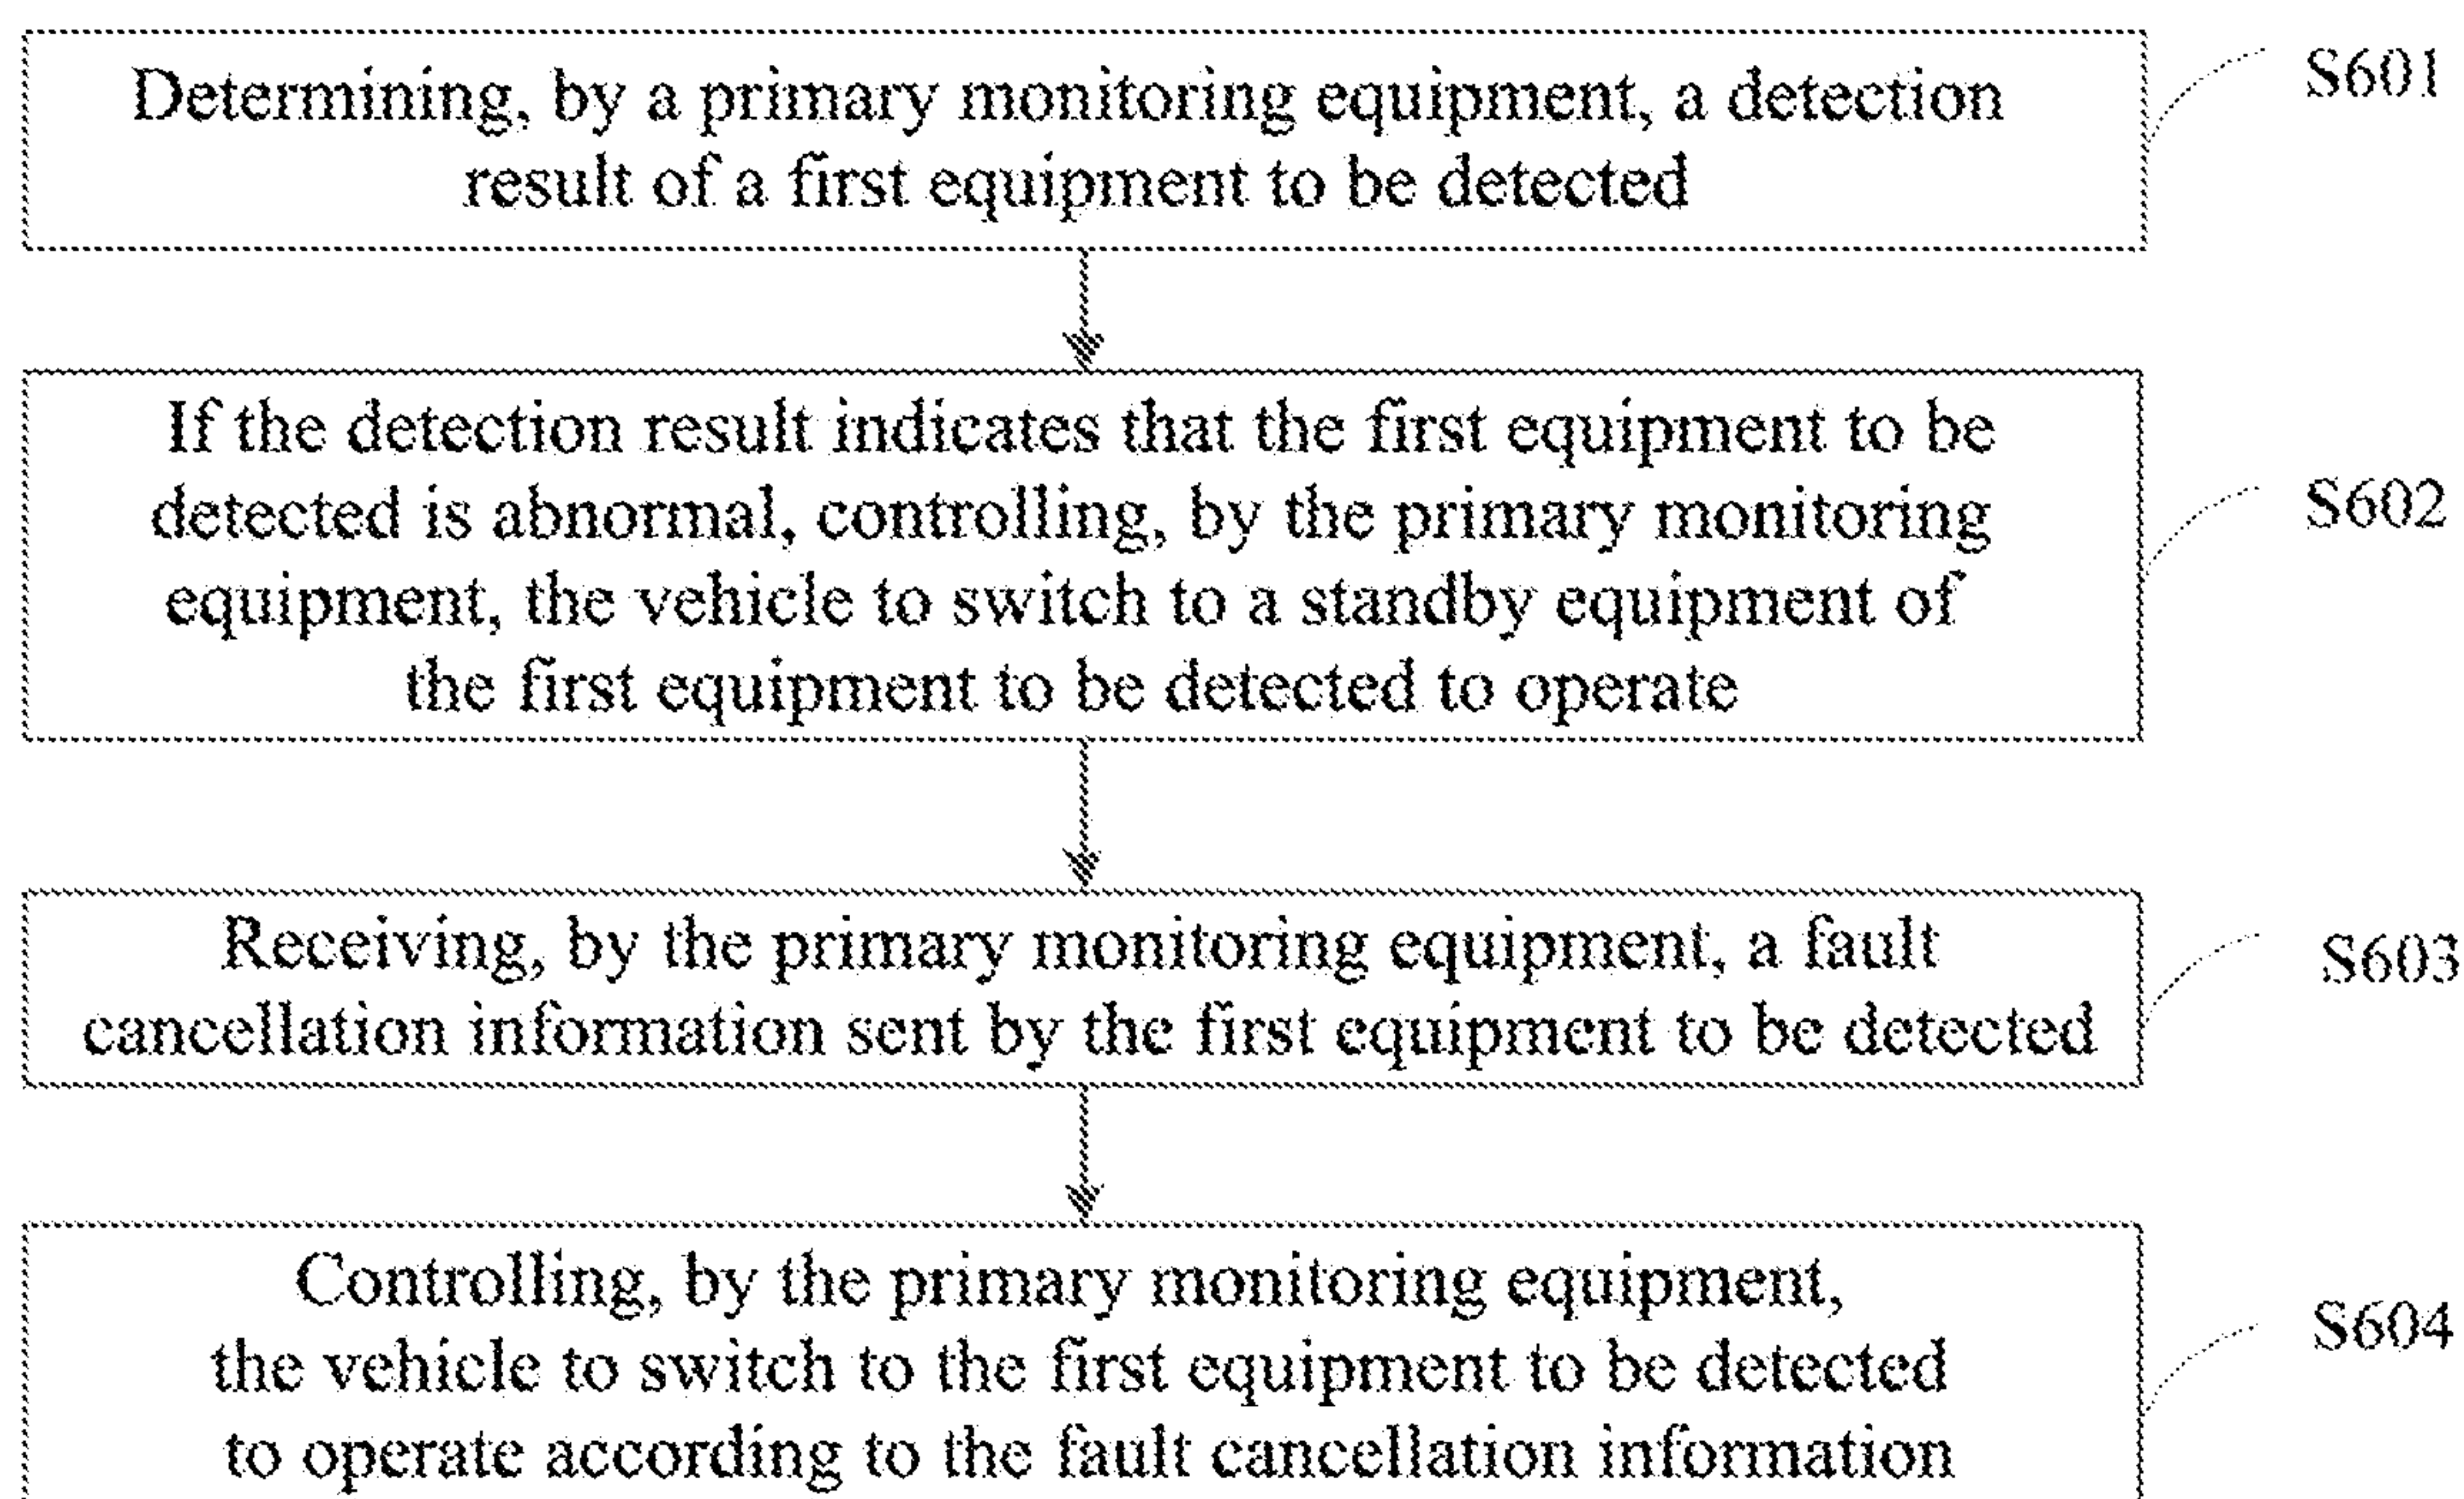 Determining, by a primary monitoring equipment, a detection
result of a first equipment to be detected
S601
If the detection result indicates that the first equipment to be
detected is abnormal, controlling, by the primary monitoring
equipment, the vehicle to switch to a standby equipment of
the first equipment to be detected to operate
S602
Receiving, by the primary monitoring equipment, a fault
cancellation information sent by the first equipment to be detected
S603
Controlling, by the primary monitoring equipment,
the vehicle to switch to the first equipment to be detected
to operate according to the fault cancellation information
S604